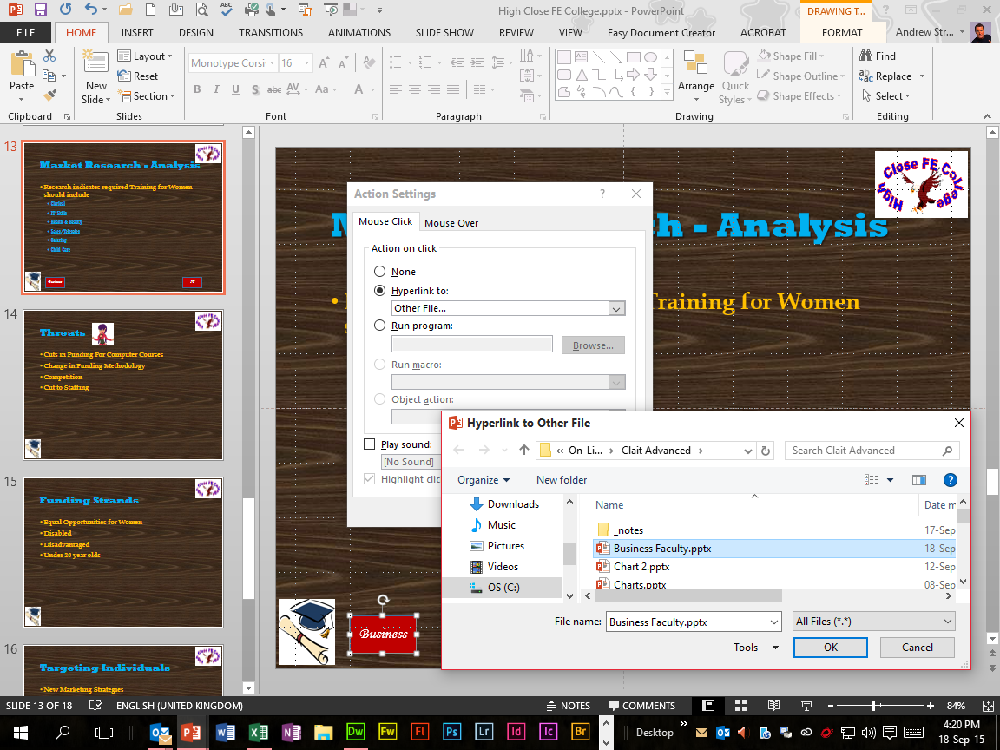 High Close FE College.pptx - PowerPoint
DRAWING T...
FILE
HOME
INSERT
DESIGN
TRANSITIONS
ANIMATIONS
SLIDE SHOW
REVIEW
VIEW
Easy Document Creator
ACROBAT
FORMAT
Andrew Str...
Paste
New
Slide
Layout
Reset
Section
Monotype Corsi
16
B I U S abc AV Aa A
Arrange
Quick
Styles
Shape Fill
Shape Outline
Shape Effects
Find
Replace
Select
Clipboard
Slides
Font
Paragraph
Drawing
Editing
13
Market Research - Analysis
• Research indicates required Training for Women
should include
• Clerical
• IT Skills
• Health & Beauty
• Sales/Telesales
• Catering
• Child Care
Business
14
Threats
• Cuts in Funding For Computer Courses
• Change in Funding Methodology
• Competition
• Cut to Staffing
15
Funding Strands
• Equal Opportunities for Women
• Disabled
• Disadvantaged
• Under 20 year olds
16
Targeting Individuals
• New Marketing Strategies
High Close FE College
M
ch - Analysis
Training for Women
Business
Action Settings
?
Mouse Click
Mouse Over
Action on click
None
Hyperlink to:
Other File...
Run program:
Browse...
Run macro:
Object action:
Play sound:
[No Sound]
Highlight clic
Hyperlink to Other File
« On-Li... › Clait Advanced ›
Search Clait Advanced
Organize
New folder
Downloads
Music
Pictures
Videos
OS (C:)
Name
Date m
_notes
17-Sep
Business Faculty.pptx
18-Sep
Chart 2.pptx
12-Sep
Charts.pptx
08-Sep
File name:
Business Faculty.pptx
All Files (*.*)
Tools
OK
Cancel
SLIDE 13 OF 18
ENGLISH (UNITED KINGDOM)
NOTES
COMMENTS
84%
Dw
Fw
Fl
Ps
Lr
Id
Ic
Br
Desktop
4:20 PM
18-Sep-15